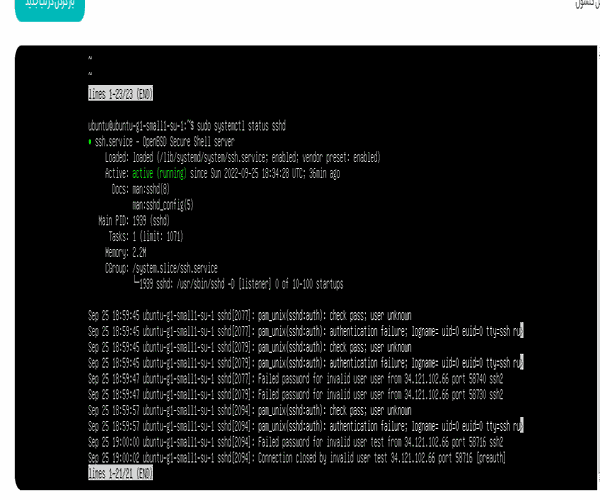 ~
~
lines 1-23/23 (END)
ubuntu@ubuntu-g1-small1-su-1:~$ sudo systemctl status sshd
● ssh.service - OpenBSD Secure Shell server
Loaded: loaded (/lib/systemd/system/ssh.service; enabled; vendor preset: enabled)
Active: active (running) since Sun 2022-09-25 18:34:28 UTC; 36min ago
Docs: man:sshd(8)
man:sshd_config(5)
Main PID: 1939 (sshd)
Tasks: 1 (limit: 1071)
Memory: 2.2M
CGroup: /system.slice/ssh.service
└─1939 sshd: /usr/sbin/sshd -D [listener] 0 of 10-100 startups
Sep 25 18:59:45 ubuntu-g1-small1-su-1 sshd[2077]: pam_unix(sshd:auth): check pass; user unknown
Sep 25 18:59:45 ubuntu-g1-small1-su-1 sshd[2077]: pam_unix(sshd:auth): authentication failure; logname= uid=0 euid=0 tty=ssh ru>
Sep 25 18:59:45 ubuntu-g1-small1-su-1 sshd[2079]: pam_unix(sshd:auth): check pass; user unknown
Sep 25 18:59:45 ubuntu-g1-small1-su-1 sshd[2079]: pam_unix(sshd:auth): authentication failure; logname= uid=0 euid=0 tty=ssh ru>
Sep 25 18:59:47 ubuntu-g1-small1-su-1 sshd[2077]: Failed password for invalid user user from 34.121.102.66 port 58740 ssh2
Sep 25 18:59:47 ubuntu-g1-small1-su-1 sshd[2079]: Failed password for invalid user user from 34.121.102.66 port 58730 ssh2
Sep 25 18:59:57 ubuntu-g1-small1-su-1 sshd[2094]: pam_unix(sshd:auth): check pass; user unknown
Sep 25 18:59:57 ubuntu-g1-small1-su-1 sshd[2094]: pam_unix(sshd:auth): authentication failure; logname= uid=0 euid=0 tty=ssh ru>
Sep 25 19:00:00 ubuntu-g1-small1-su-1 sshd[2094]: Failed password for invalid user test from 34.121.102.66 port 58716 ssh2
Sep 25 19:00:02 ubuntu-g1-small1-su-1 sshd[2094]: Connection closed by invalid user test 34.121.102.66 port 58716 [preauth]
lines 1-21/21 (END)